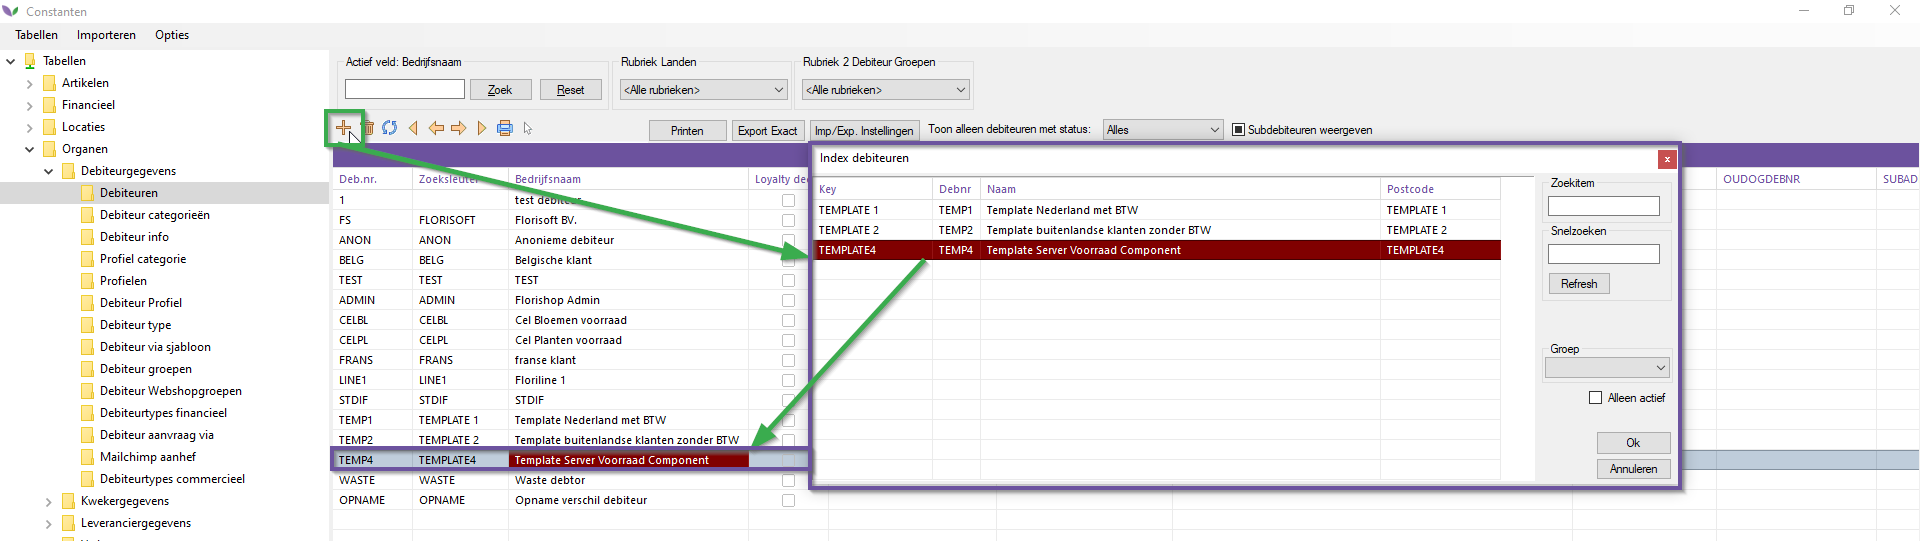 Constanten
Tabellen Importeren Opties
Tabellen
Artikelen
Financieel
Locaties
Organen
Debiteurgegevens
Debiteuren
Debiteur categorieën
Debiteur info
Profiel categorie
Profielen
Debiteur Profiel
Debiteur type
Debiteur via sjabloon
Debiteur groepen
Debiteur Webshopgroepen
Debiteurtypes financieel
Debiteur aanvraag via
Mailchimp aanhef
Debiteurtypes commercieel
Kwekergegevens
Leveranciergegevens
Actief veld: Bedrijfsnaam
Zoek Reset
Rubriek Landen
<Alle rubrieken>
Rubriek 2 Debiteur Groepen
<Alle rubrieken>
Printen Export Exact Imp/Exp. Instellingen Toon alleen debiteuren met status: Alles Subdebiteuren weergeven
Deb.nr. Zoeksleutel Bedrijfsnaam Loyalty OUDOGDEBNR SUBAD
1 test debiteur
FS FLORISOFT Florisoft BV.
ANON ANON Anonieme debiteur
BELG BELG Belgische klant
TEST TEST TEST
ADMIN ADMIN Florishop Admin
CELBL CELBL Cel Bloemen voorraad
CELPL CELPL Cel Planten voorraad
FRANS FRANS franse klant
LINE1 LINE1 Floriline 1
STDIF STDIF STDIF
TEMP1 TEMPLATE 1 Template Nederland met BTW
TEMP2 TEMPLATE 2 Template buitenlandse klanten zonder BTW
TEMP4 TEMPLATE4 Template Server Voorraad Component
WASTE WASTE Waste debtor
OPNAME OPNAME Opname verschil debiteur
Index debiteuren
x
Key Debnr Naam Postcode
TEMPLATE 1 TEMP1 Template Nederland met BTW TEMPLATE 1
TEMPLATE 2 TEMP2 Template buitenlandse klanten zonder BTW TEMPLATE 2
TEMPLATE4 TEMP4 Template Server Voorraad Component TEMPLATE4
Zoekitem
Snelzoeken
Refresh
Groep
Alleen actief
Ok
Annuleren